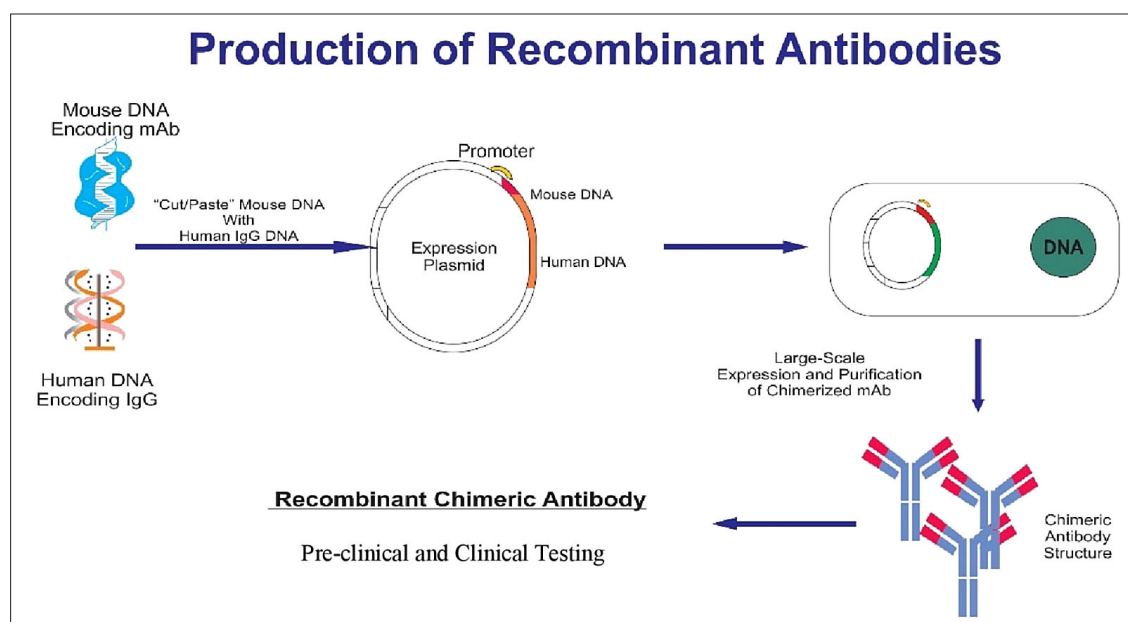 Production of Recombinant Antibodies
Mouse DNA
Encoding mAb
"Cut/Paste" Mouse DNA
With
Human IgG DNA
Human DNA
Encoding IgG
Promoter
Mouse DNA
Expression
Plasmid
Human DNA
DNA
Large-Scale
Expression and Purification
of Chimerized mAb
Chimeric
Antibody
Structure
Recombinant Chimeric Antibody
Pre-clinical and Clinical Testing